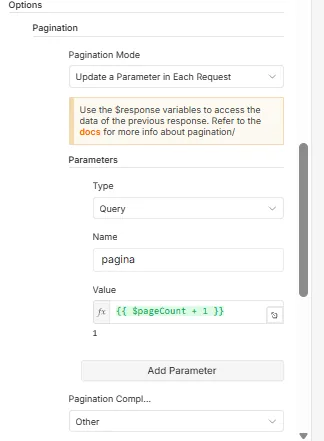 Options
Pagination
Pagination Mode
Update a Parameter in Each Request
Use the $response variables to access the
data of the previous response. Refer to the
docs for more info about pagination/
Parameters
Type
Query
Name
pagina
Value
fx {{ $pageCount + 1 }}
1
Add Parameter
Pagination Compl...
Other